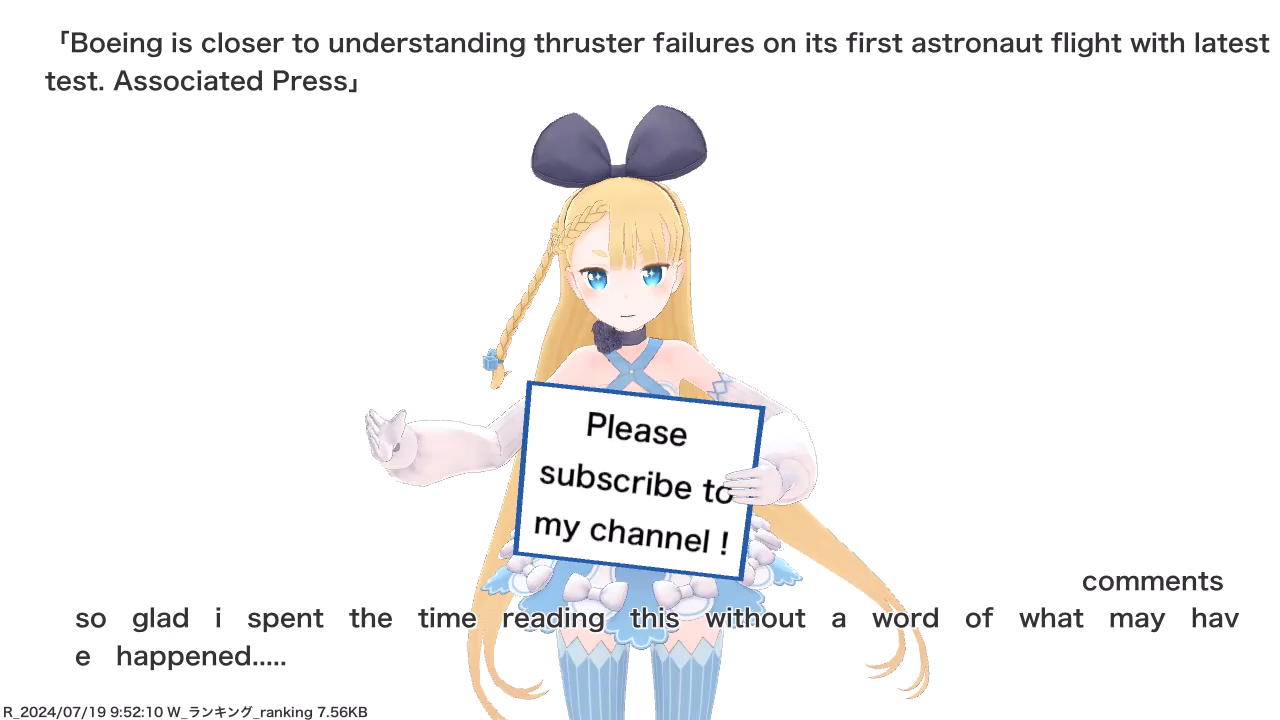 「Boeing is closer to understanding thruster failures on its first astronaut flight with latest
test. Associated Press」
Please
subscribe to
my channel !
comments
so glad i spent the time reading this without a word of what may hav
e happened.....
R_2024/07/19 9:52:10 W_ランキング_ranking 7.56KB